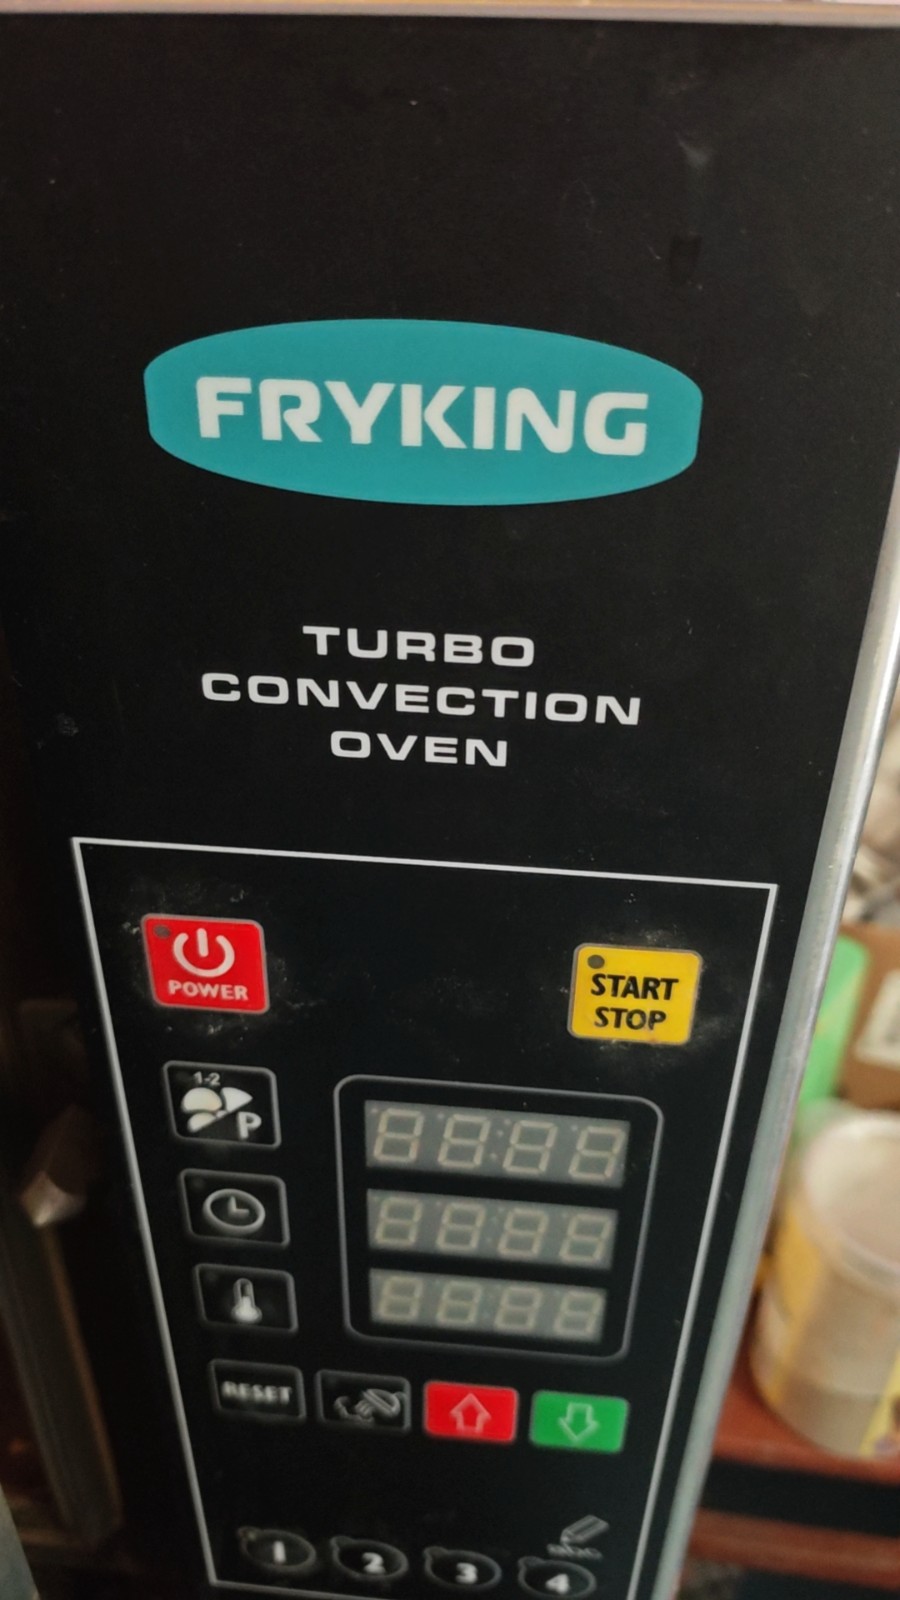 FRYKING
TURBO
CONVECTION
OVEN
POWER
START
STOP
1-2
P
RESET
1
2
3
4